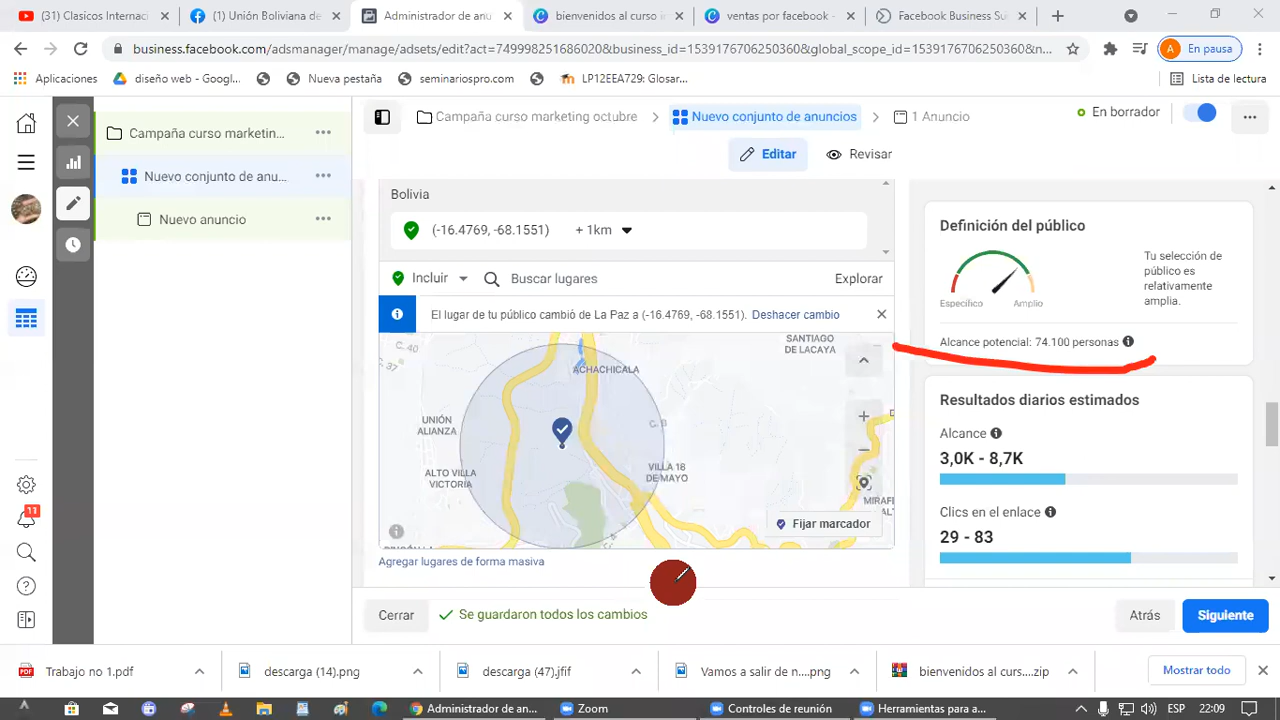 (31) Clásicos Internaci
(1) Unión Boliviana de
Administrador de anu
bienvenidos al curso i
ventas por facebook -
Facebook Business Sui
business.facebook.com/adsmanager/manage/adsets/edit?act=749998251686020&business_id=1539176706250360&global_scope_id=1539176706250360&n...
A
En pausa
Aplicaciones
diseño web - Googl...
Nueva pestaña
seminariospro.com
LP12EEA729: Glosar...
Lista de lectura
Campaña curso marketin...
Nuevo conjunto de anu...
Nuevo anuncio
11
Campaña curso marketing octubre
Nuevo conjunto de anuncios
1 Anuncio
En borrador
Editar
Revisar
Bolivia
(-16.4769, -68.1551) + 1km
Incluir
Buscar lugares
Explorar
El lugar de tu público cambió de La Paz a (-16.4769, -68.1551). Deshacer cambio
C. 40
C. 37
SANTIAGO
DE LACAYA
ACHACHICALA
UNIÓN
ALIANZA
C. 8
ALTO VILLA
VICTORIA
VILLA 18
DE MAYO
MIRAF
AL
Fijar marcador
Agregar lugares de forma masiva
Definición del público
Específico
Amplio
Tu selección de
público es
relativamente
amplia.
Alcance potencial: 74.100 personas
Resultados diarios estimados
Alcance
3,0K - 8,7K
Clics en el enlace
29 - 83
Cerrar
Se guardaron todos los cambios
Atrás
Siguiente
Trabajo no 1.pdf
descarga (14).png
descarga (47).jfif
Vamos a salir de n....png
bienvenidos al curs....zip
Mostrar todo
Administrador de an...
Zoom
Controles de reunión
Herramientas para a...
ESP
22:09